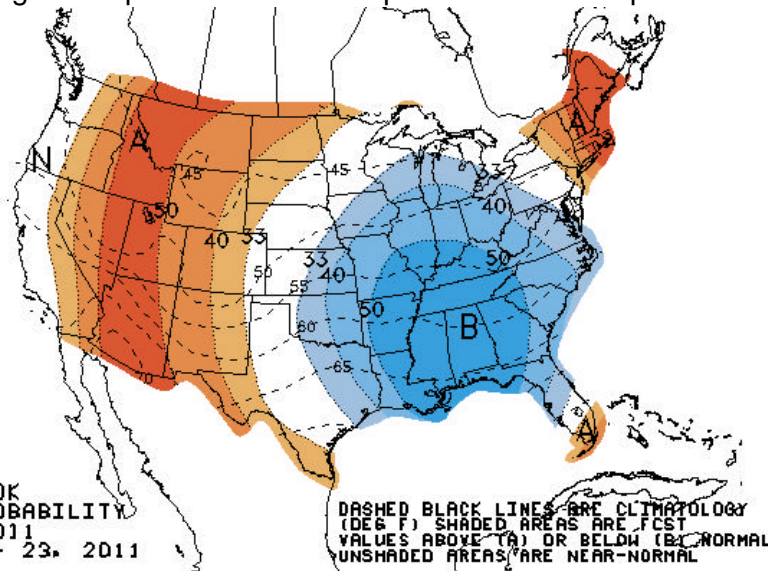 A
A
N
45
45
33
50
40
40
33
33
50
50
40
55
50
60
B
65
70
A
OBABILITY
23, 2011
DASHED BLACK LINES ARE CLIMATOLOGY
(DEG F) SHADED AREAS ARE FCST
VALUES ABOVE (A) OR BELOW (B) NORMAL
UNSHADED AREAS ARE NEAR-NORMAL